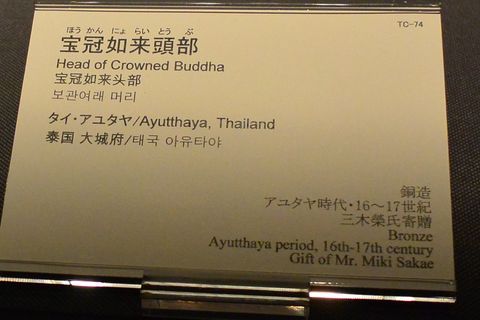 TC-74
ほう かん にょ らい とう ぶ
宝冠如来頭部
Head of Crowned Buddha
宝冠如来头部
보관여래 머리
タイ・アユタヤ/Ayutthaya, Thailand
泰国 大城府/태국 아유타야
銅造
アユタヤ時代・16〜17世紀
三木榮氏寄贈
Bronze
Ayutthaya period, 16th-17th century
Gift of Mr. Miki Sakae